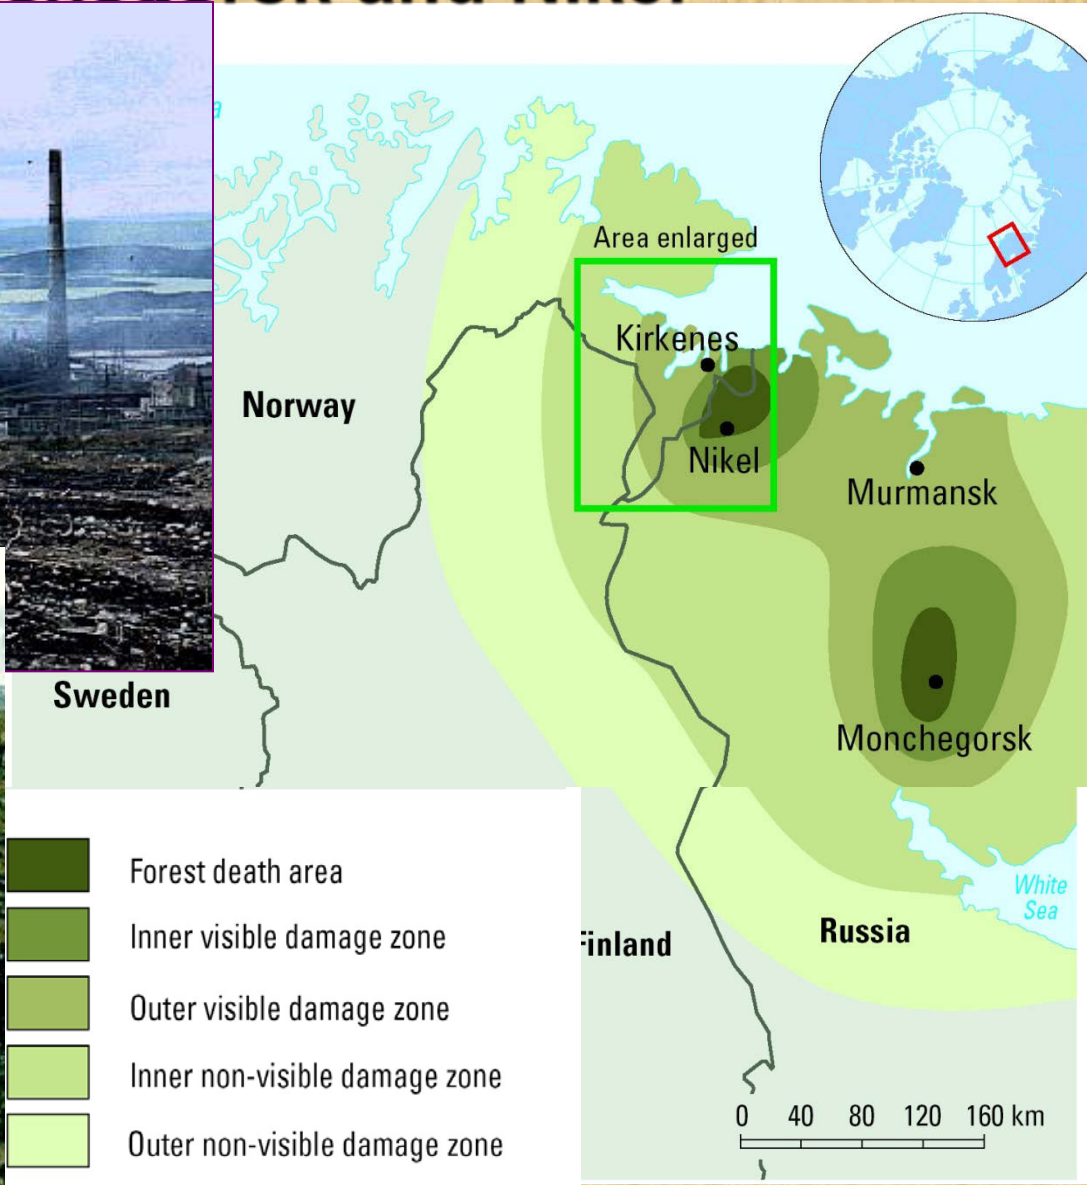 and Nikel
Area enlarged
Kirkenes
Norway
Nikel
Murmansk
Sweden
Monchegorsk
Forest death area
White
Sea
Inner visible damage zone
Russia
Outer visible damage zone
Inner non-visible damage zone
0 40 80 120 160 km
Outer non-visible damage zone